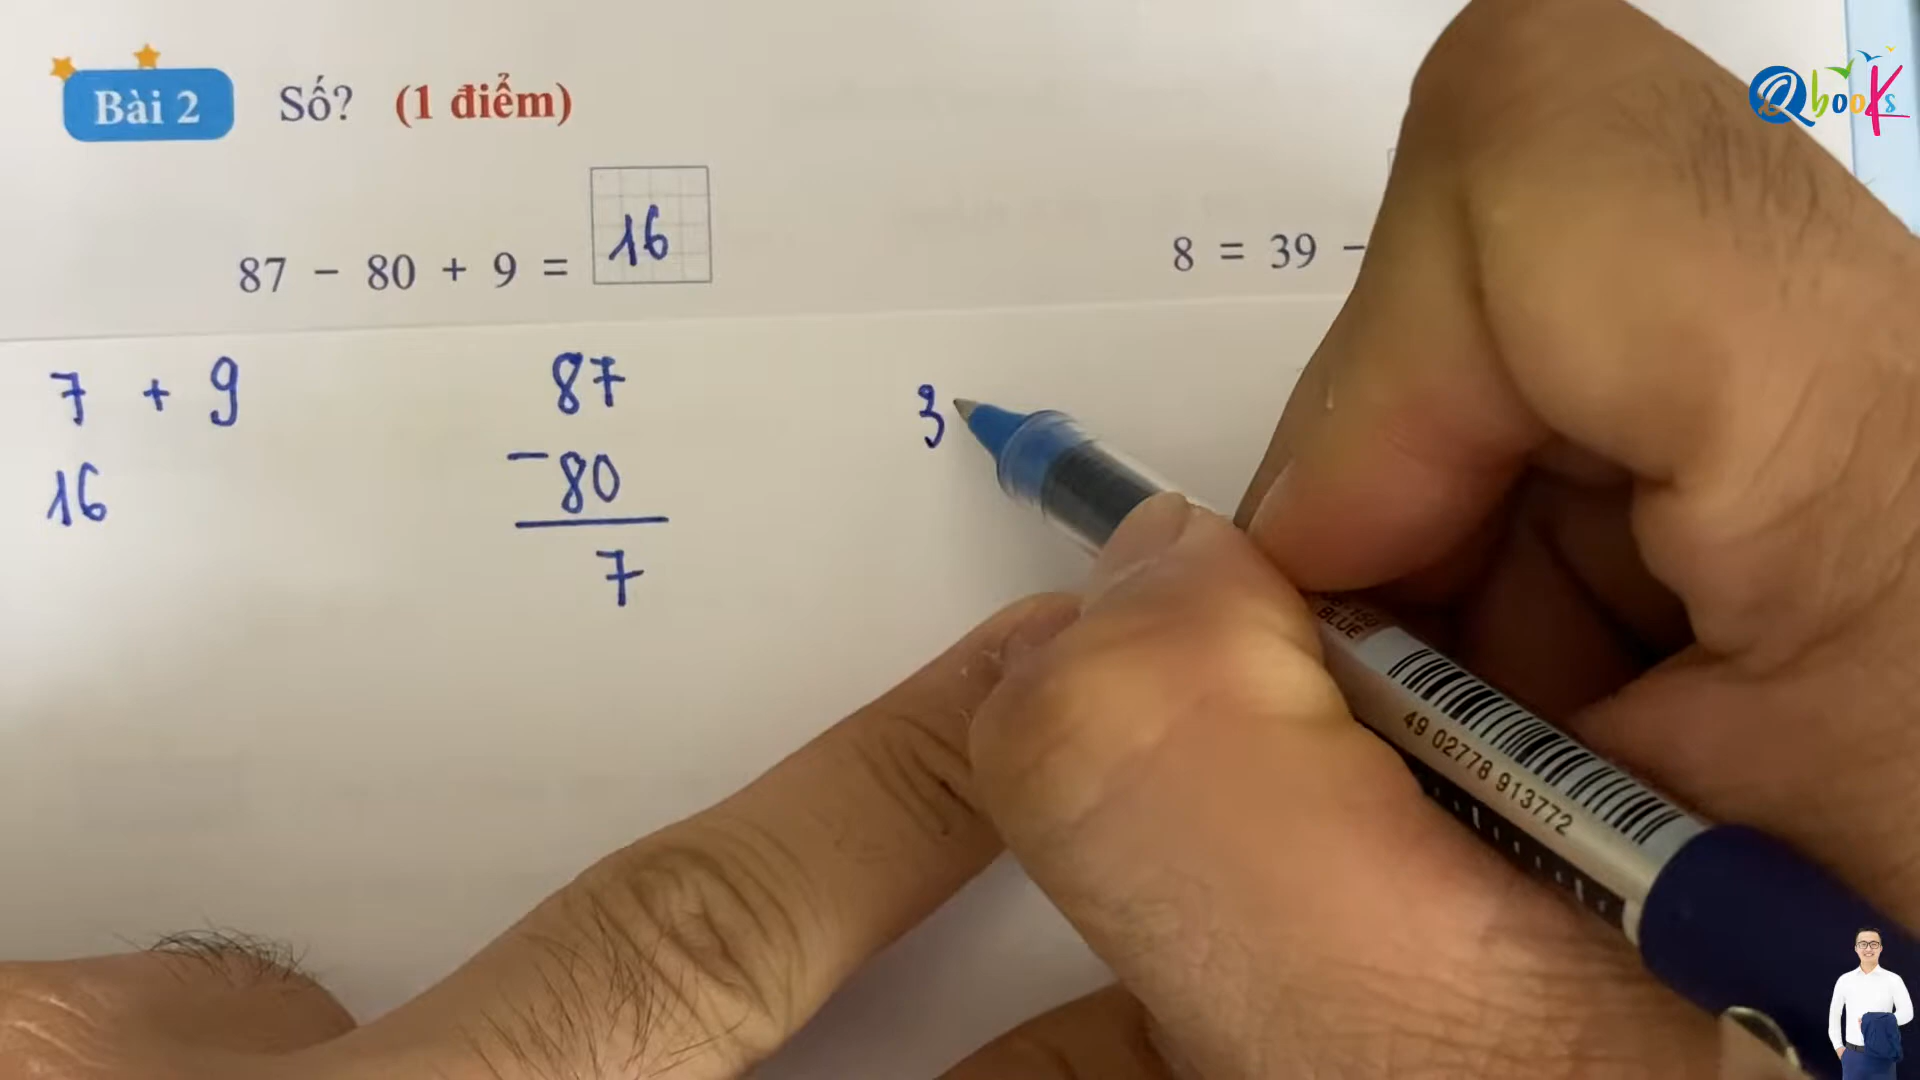 Bài 2 Số? (1 điểm)
87 - 80 + 9 = 16
8 = 39 -
7 + 9
16
87
- 80
7
3
BLUE
49 02778 913772
Qbooks